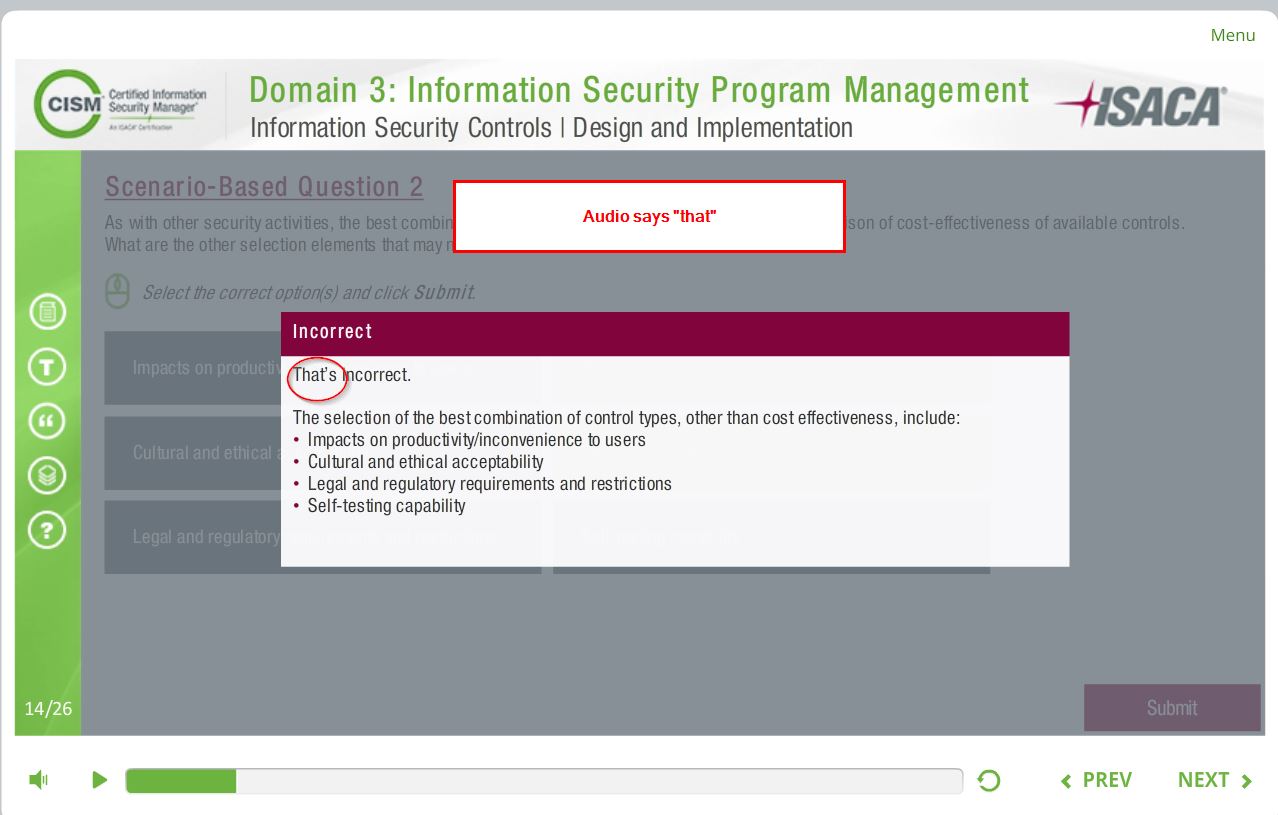 Menu
CISM
Certified Information
Security Manager®
An ISACA® Certification
Domain 3: Information Security Program Management
Information Security Controls | Design and Implementation
ISACA®
Scenario-Based Question 2
As with other security activities, the best combin
son of cost-effectiveness of available controls.
What are the other selection elements that may
Audio says "that"
Select the correct option(s) and click Submit.
Incorrect
That's incorrect.
The selection of the best combination of control types, other than cost effectiveness, include:
• Impacts on productivity/inconvenience to users
• Cultural and ethical acceptability
• Legal and regulatory requirements and restrictions
• Self-testing capability
Impacts on productiv
Cultural and ethical a
Legal and regulatory
T
?
14/26
Submit
PREV
NEXT